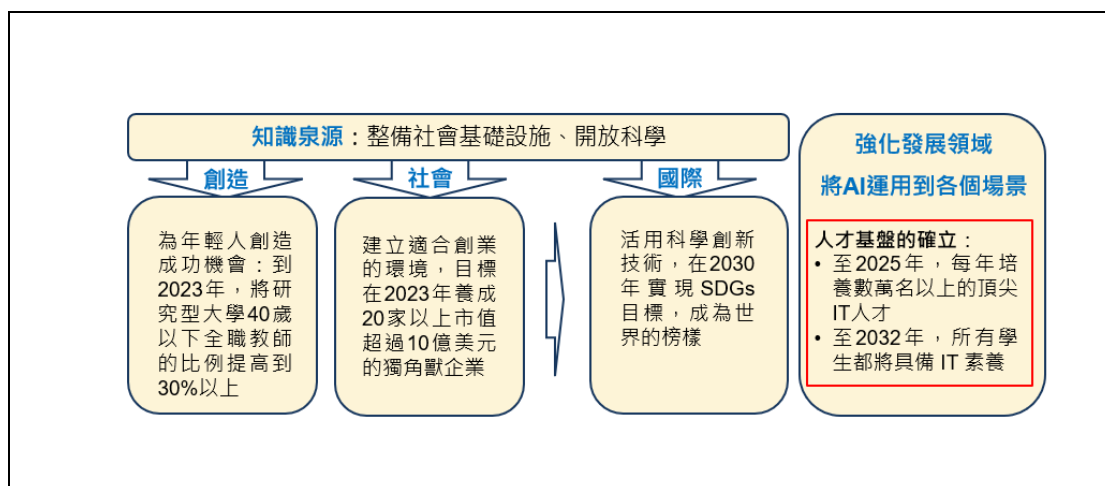 知識泉源：整備社會基礎設施、開放科學
創造
為年輕人創造
成功機會：到
2023年，將研
究型大學40歲
以下全職教師
的比例提高到
30%以上
社會
建立適合創業
的環境，目標
在2023年養成
20家以上市值
超過10億美元
的獨角獸企業
國際
活用科學創新
技術，在2030
年實現SDGs
目標，成為世
界的榜樣
強化發展領域
將AI運用到各個場景
人才基盤的確立：
• 至2025年，每年培
養數萬名以上的頂尖
IT人才
• 至2032年，所有學
生都將具備 IT 素養